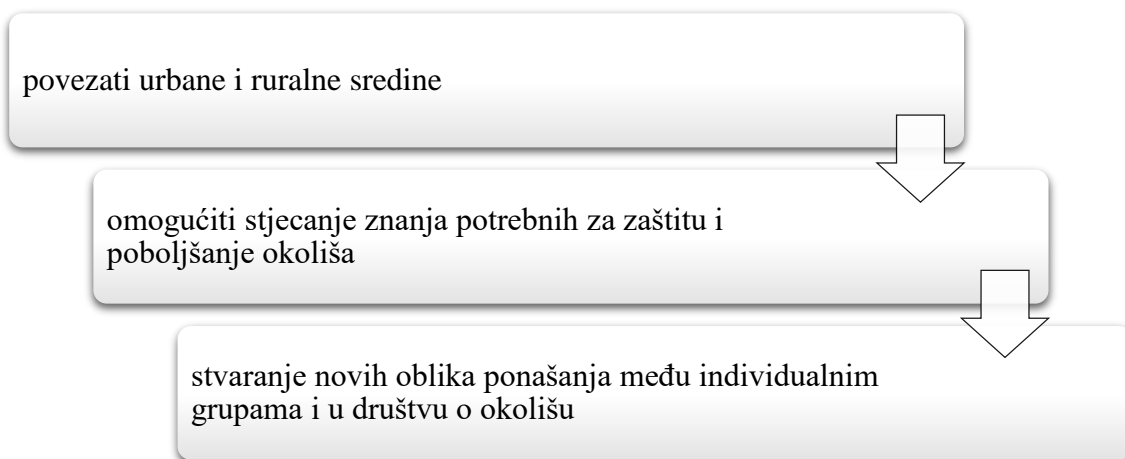 povezati urbane i ruralne sredine
omogućiti stjecanje znanja potrebnih za zaštitu i
poboljšanje okoliša
stvaranje novih oblika ponašanja među individualnim
grupama i u društvu o okolišu